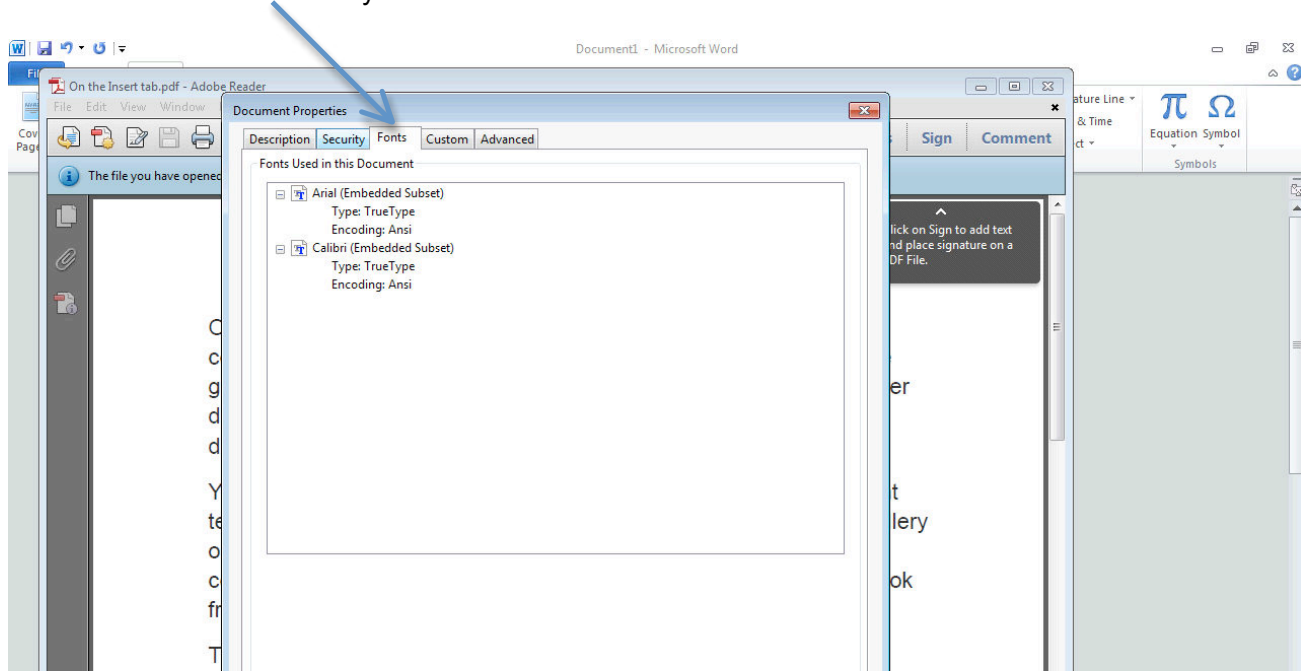 Document1 - Microsoft Word
On the Insert tab.pdf - Adobe Reader
File Edit View Window
Document Properties
ature Line
& Time
Equation Symbol
Symbols
Description Security Fonts Custom Advanced
Sign Comment
Fonts Used in this Document
The file you have opened
Arial (Embedded Subset)
Type: TrueType
Encoding: Ansi
Calibri (Embedded Subset)
Type: TrueType
Encoding: Ansi
lick on Sign to add text
nd place signature on a
DF File.
er
lery
ok